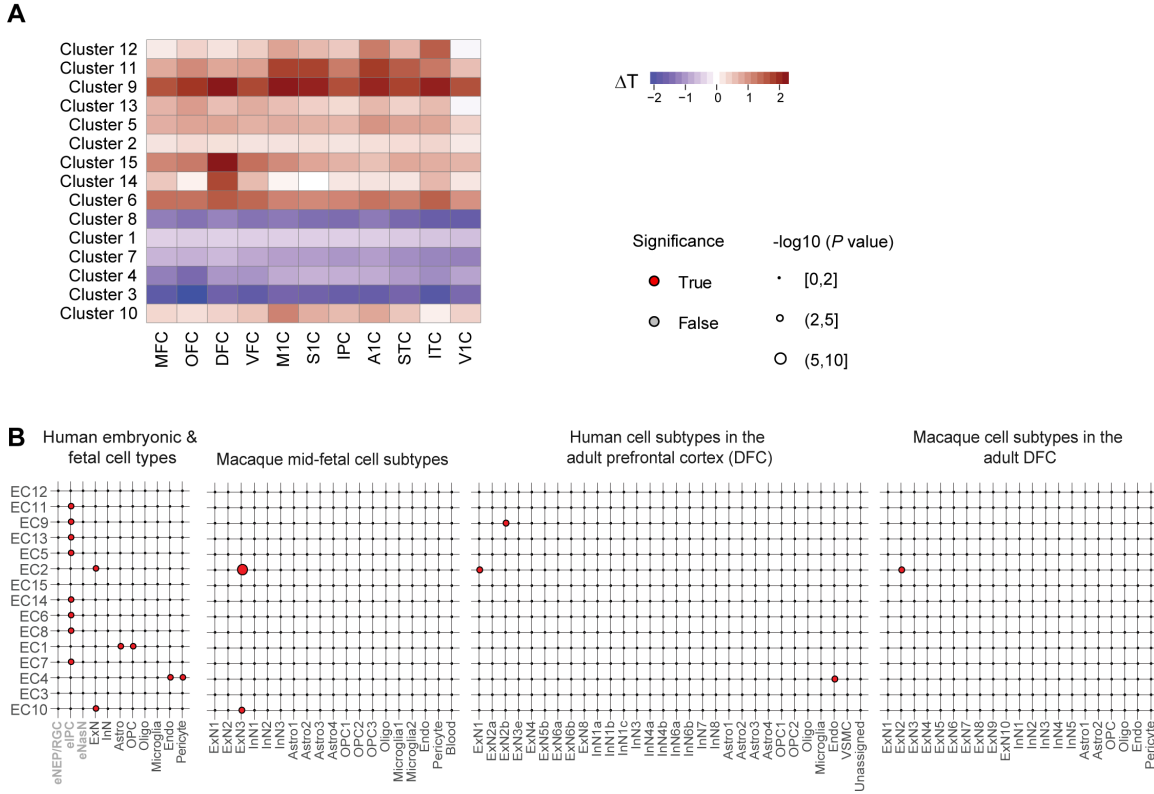 A
Cluster 12
Cluster 11
Cluster 9
Cluster 13
Cluster 5
Cluster 2
Cluster 15
Cluster 14
Cluster 6
Cluster 8
Cluster 1
Cluster 7
Cluster 4
Cluster 3
Cluster 10
MFC OFC DFC VFC M1C S1C IPC A1C STC ITC V1C
ΔT
−2 −1 0 1 2
Significance
True
False
-log10 (P value)
[0,2]
(2,5]
(5,10]
B
Human embryonic &
fetal cell types
Macaque mid-fetal cell subtypes
Human cell subtypes in the
adult prefrontal cortex (DFC)
Macaque cell subtypes in the
adult DFC
EC12
EC11
EC9
EC13
EC5
EC2
EC15
EC14
EC6
EC8
EC1
EC7
EC4
EC3
EC10
eNEP/RGC eIPC eNasN ExN InN Astro OPC Oligo Microglia Endo Pericyte
ExN1 ExN2 ExN3 InN1 InN2 InN3 Astro1 Astro2 Astro3 Astro4 OPC1 OPC2 OPC3 Oligo Microglia1 Microglia2 Endo Pericyte Blood
ExN1 ExN2a ExN2b ExN3e ExN4 ExN5b ExN6a ExN6b ExN8 InN1a InN1b InN1c InN3 InN4a InN4b InN6a InN6b InN7 InN8 Astro1 Astro2 Astro3 Astro4 OPC1 OPC2 Oligo Microglia Endo VSMC Unassigned
ExN1 ExN2 ExN3 ExN4 ExN5 ExN6 ExN7 ExN8 ExN9 ExN10 InN1 InN2 InN3 InN4 InN5 Astro1 Astro2 OPC Oligo Endo Pericyte